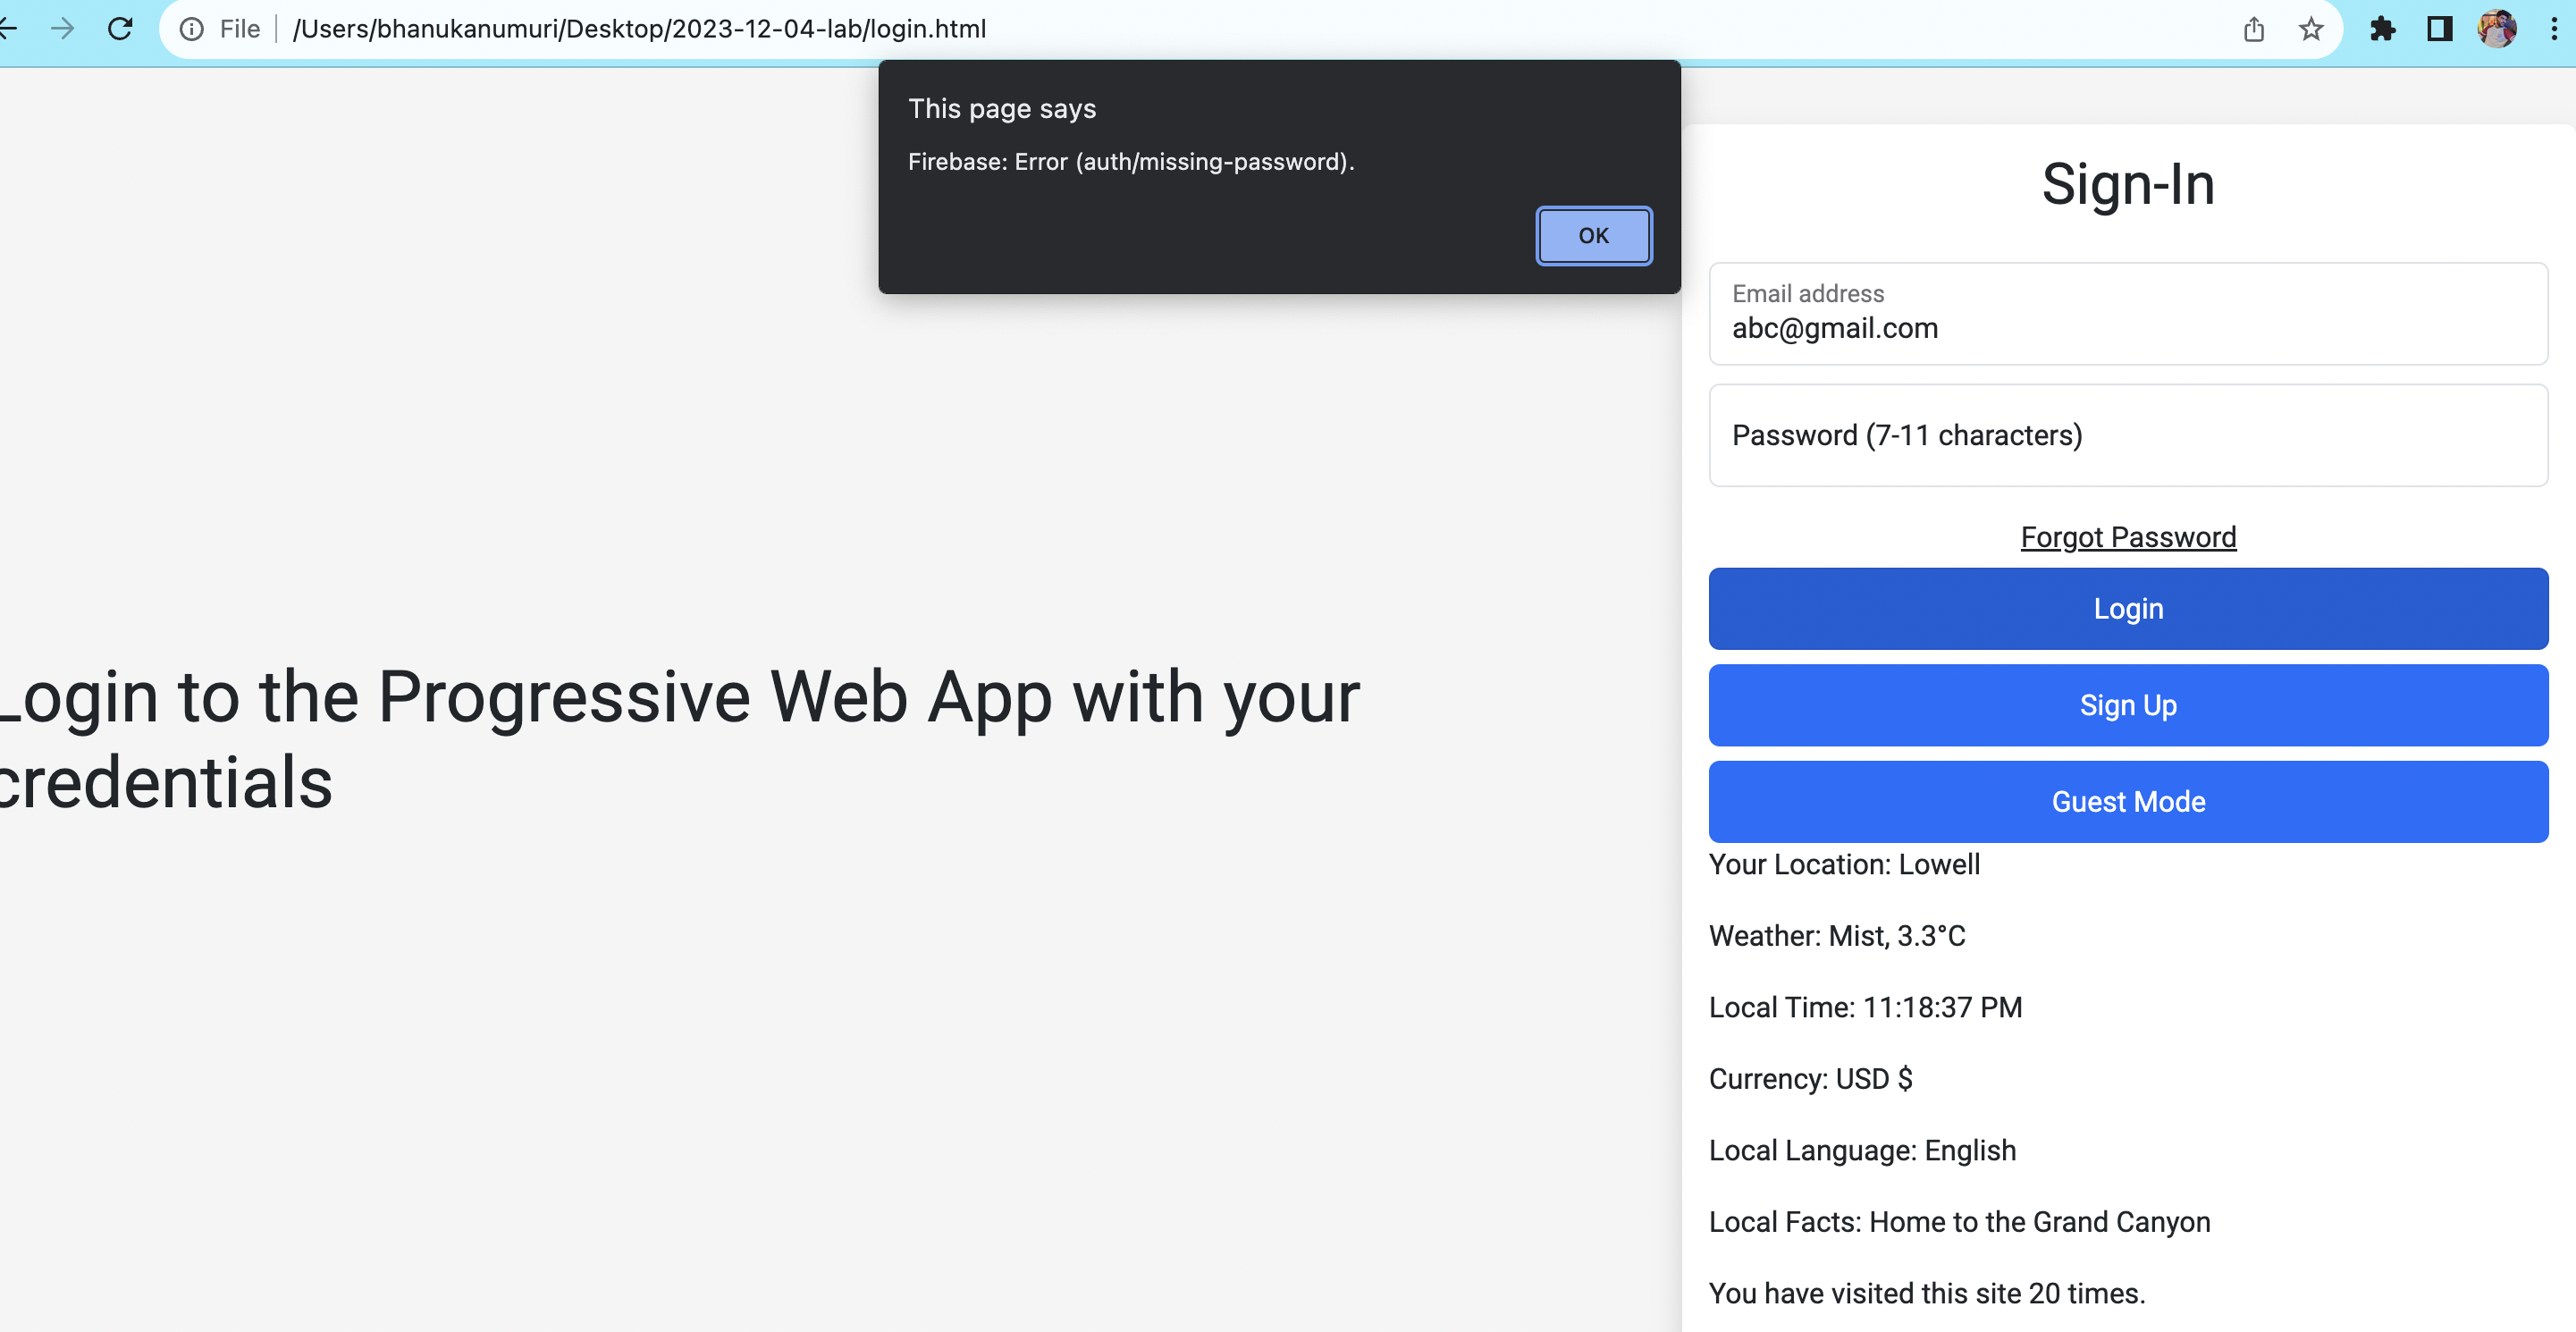 File
/Users/bhanukanumuri/Desktop/2023-12-04-lab/login.html
This page says
Firebase: Error (auth/missing-password).
OK
Sign-In
Email address
abc@gmail.com
Password (7-11 characters)
Forgot Password
Login
Sign Up
Guest Mode
Login to the Progressive Web App with your
credentials
Your Location: Lowell
Weather: Mist, 3.3°C
Local Time: 11:18:37 PM
Currency: USD $
Local Language: English
Local Facts: Home to the Grand Canyon
You have visited this site 20 times.